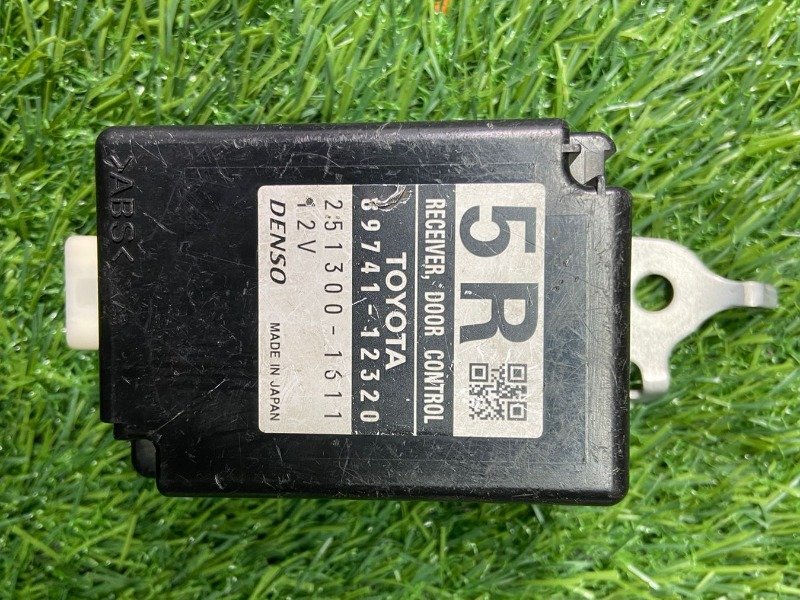 5R
RECEIVER, DOOR CONTROL
TOYOTA
89741-12320
251300-1611
12V
DENSO MADE IN JAPAN
>ABS<